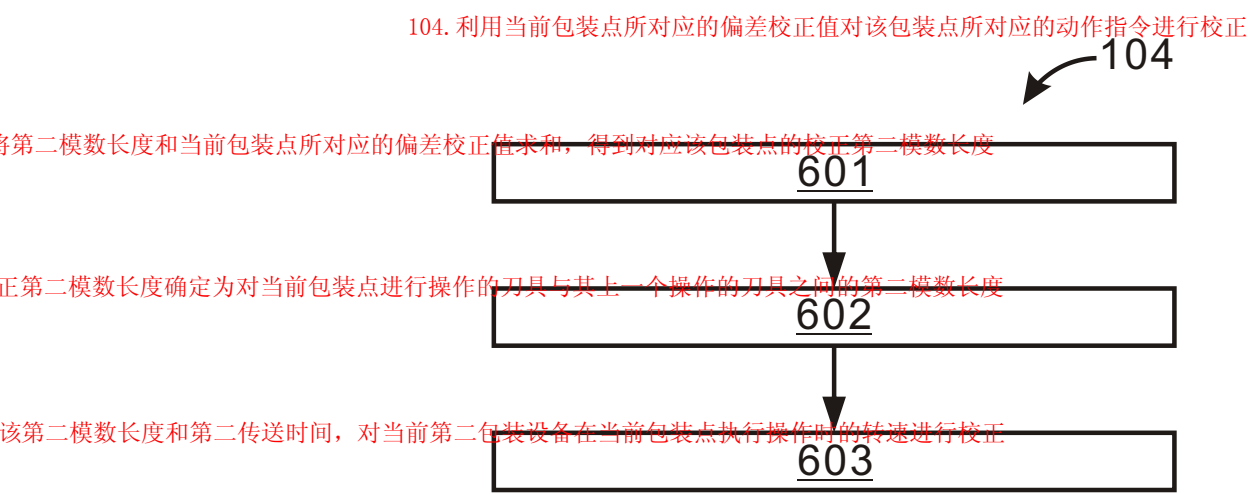 104.利用当前包装点所对应的偏差校正值对该包装点所对应的动作指令进行校正
104
将第二模数长度和当前包装点所对应的偏差校正值求和，得到对应该包装点的校正第二模数长度
601
正第二模数长度确定为对当前包装点进行操作的刀具与其上一个操作的刀具之间的第二模数长度
602
该第二模数长度和第二传送时间，对当前第二包装设备在当前包装点执行操作时的转速进行校正
603